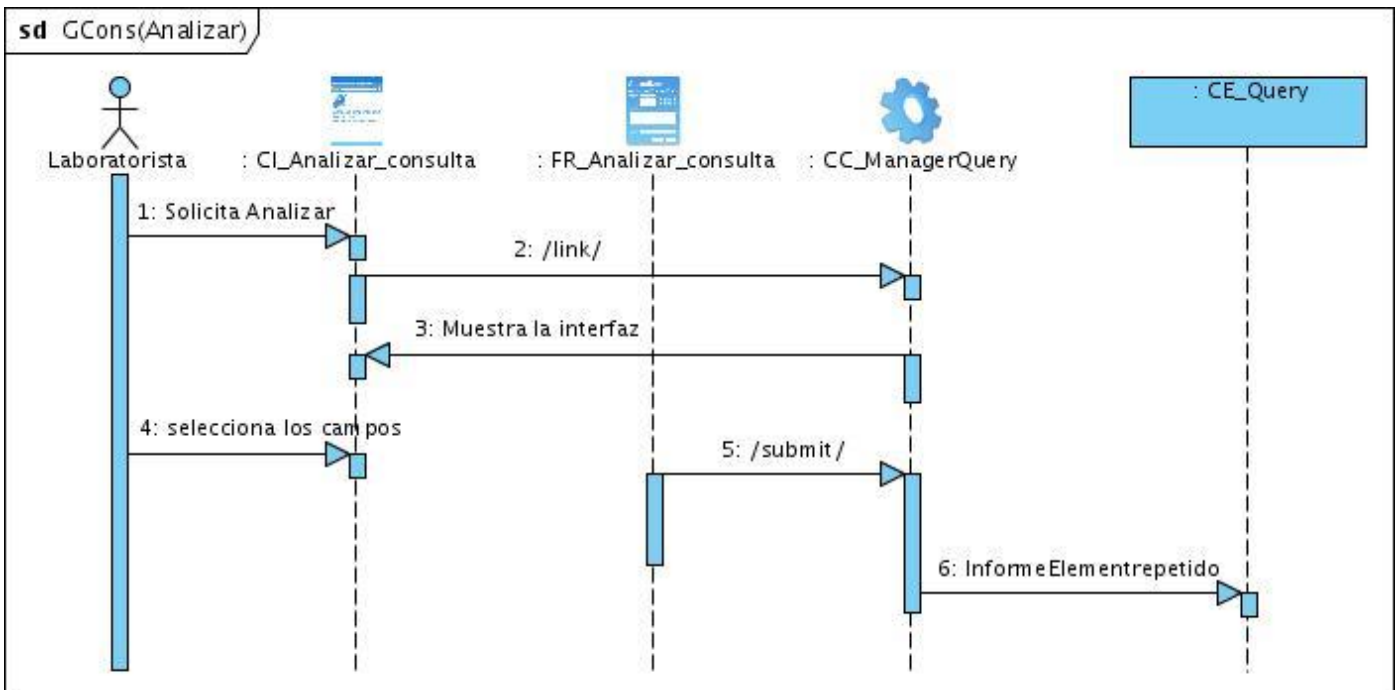 sd GCons(Analizar)
Laboratorista
: CI_Analizar_consulta
: FR_Analizar_consulta
: CC_ManagerQuery
: CE_Query
1: Solicita Analizar
2: /link/
3: Muestra la interfaz
4: selecciona los campos
5: /submit/
6: InformeElementrepetido